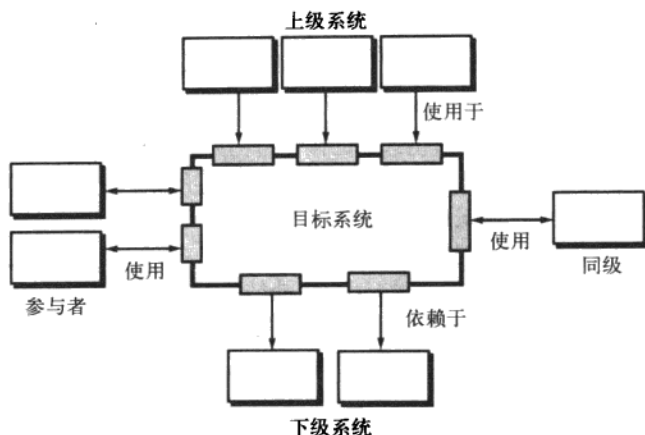 上级系统
使用于
目标系统
使用
同级
使用
参与者
依赖于
下级系统